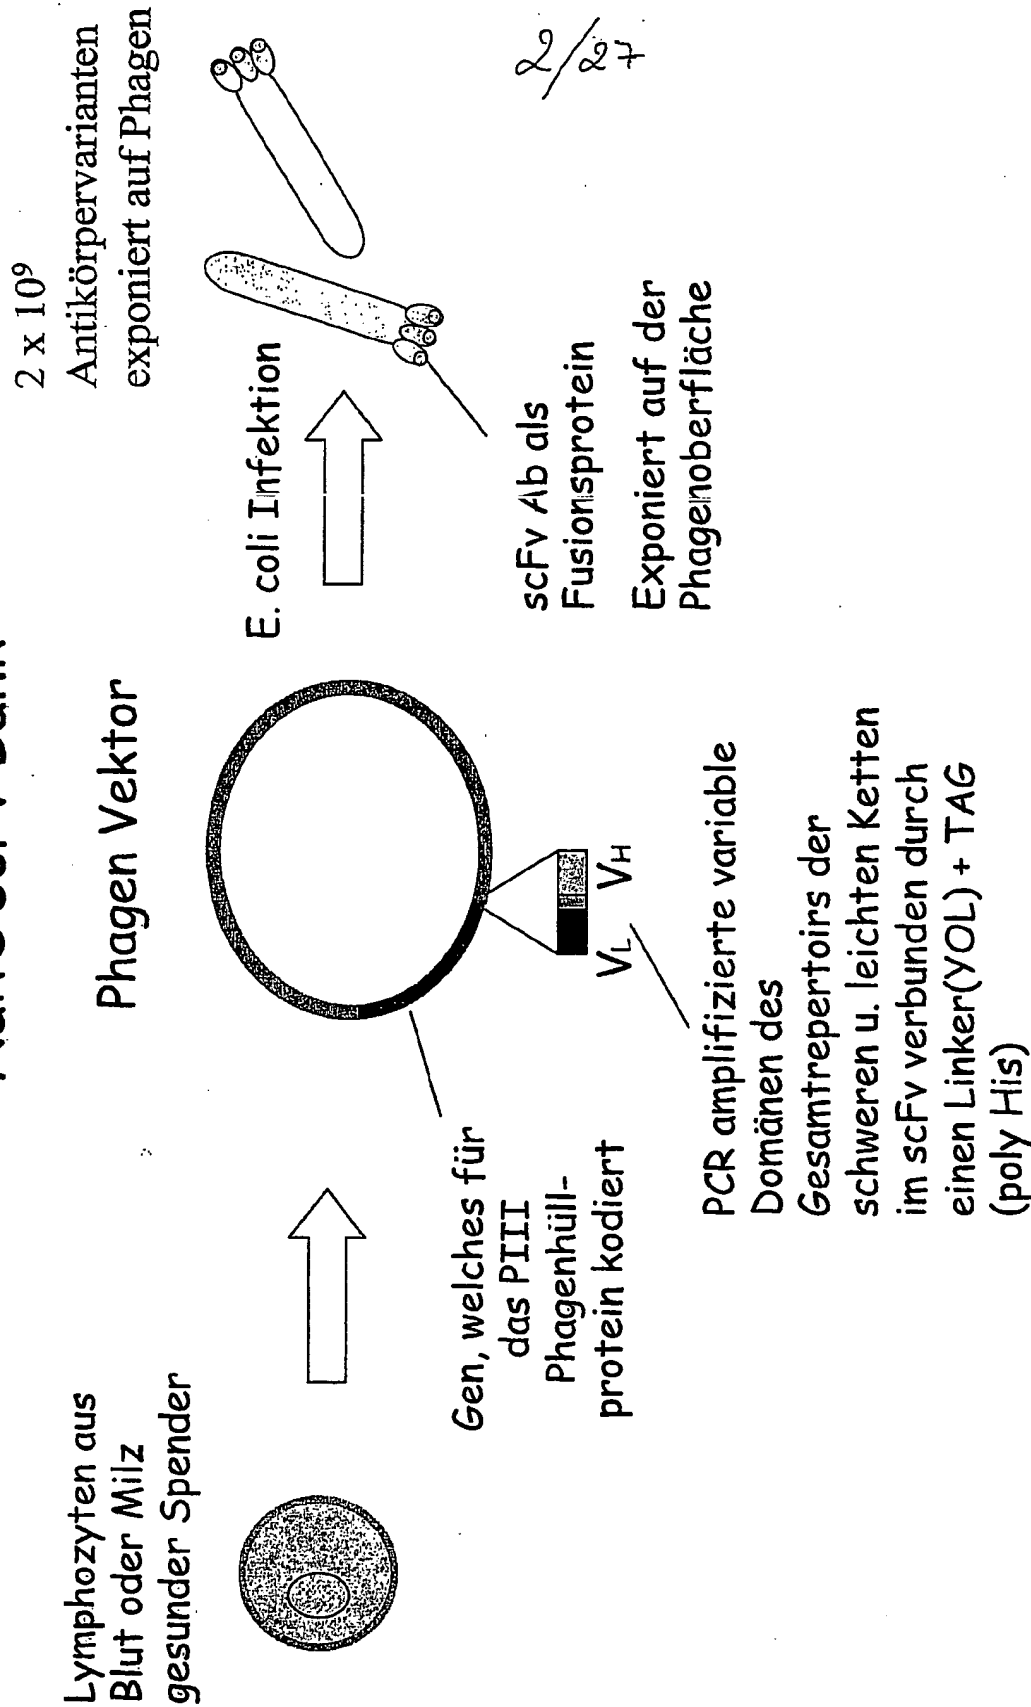 Phagen Vektor
Lymphozyten aus
Blut oder Milz
gesunder Spender
Gen, welches für
das PIII
Phagenhüll-
protein kodiert
VL VH
PCR amplifizierte variable
Domänen des
Gesamtrepertoirs der
schweren u. leichten Ketten
im scFv verbunden durch
einen Linker(YOL) + TAG
(poly His)
E. coli Infektion
scFv Ab als
Fusionsprotein
Exponiert auf der
Phagenoberfläche
2 x 10⁹
Antikörpervarianten
exponiert auf Phagen
2/27